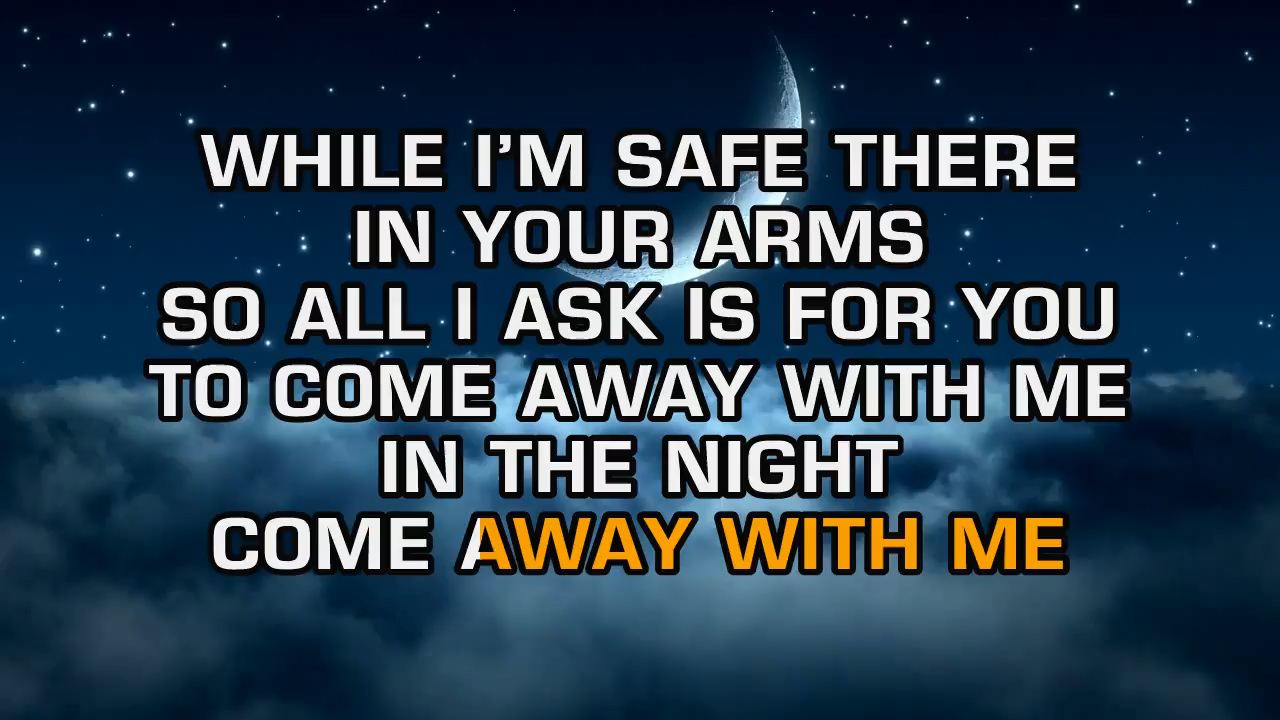 WHILE I'M SAFE THERE
IN YOUR ARMS
SO ALL I ASK IS FOR YOU
TO COME AWAY WITH ME
IN THE NIGHT
COME AWAY WITH ME